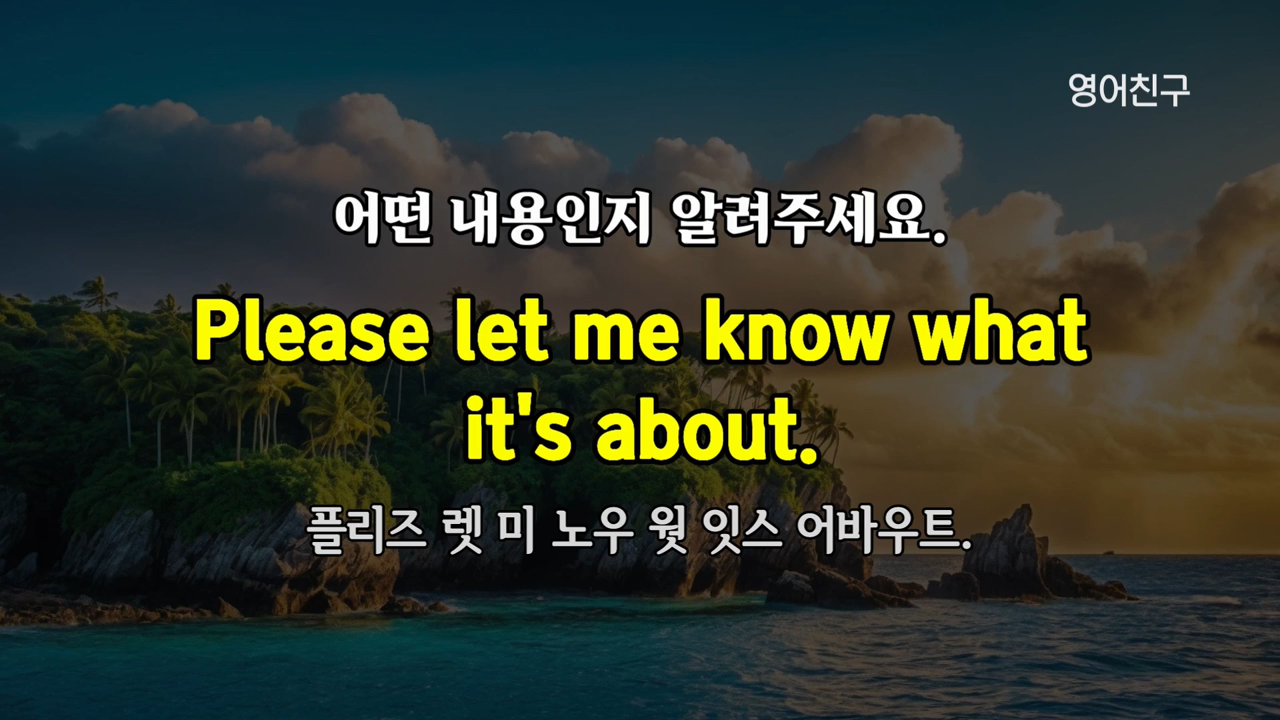 영어친구
어떤 내용인지 알려주세요.
Please let me know what
it's about.
플리즈 렛 미 노우 웟 잇스 어바우트.